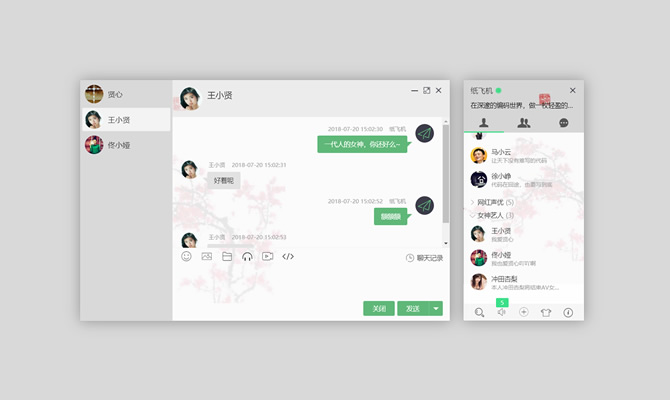 贤心
王小贤
佟小娅
王小贤
2018-07-20 15:02:30 纸飞机
一代人的女神，你还好么~
王小贤 2018-07-20 15:02:31
好着呢
2018-07-20 15:02:52 纸飞机
额额额
王小贤 2018-07-20 15:02:53
聊天记录
关闭
发送
纸飞机
在深邃的编码世界，做一枚轻盈的...
马小云
让天下没有难写的代码
徐小峥
代码在囧途，也要写到底
网红声优 (5)
女神艺人 (3)
王小贤
我爱贤心
佟小娅
我也爱贤心吖吖啊
冲田杏梨
本人冲田杏梨将结束AV女...
5